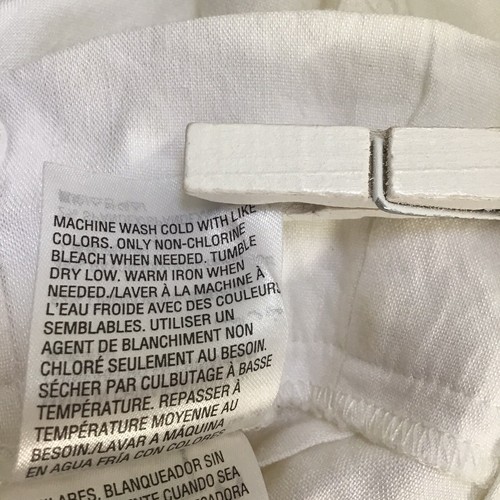 MACHINE WASH COLD WITH LIKE
COLORS. ONLY NON-CHLORINE
BLEACH WHEN NEEDED. TUMBLE
DRY LOW. WARM IRON WHEN
NEEDED./LAVER À LA MACHINE À
L'EAU FROIDE AVEC DES COULEURS
SEMBLABLES. UTILISER UN
AGENT DE BLANCHIMENT NON
CHLORÉ SEULEMENT AU BESOIN.
SÉCHER PAR CULBUTAGE À BASSE
TEMPÉRATURE. REPASSER À
TEMPÉRATURE MOYENNE AU
BESOIN./LAVAR A MÁQUINA
EN AGUA FRÍA CON COLORES
BLANQUEADOR SIN
CUANDO SEA